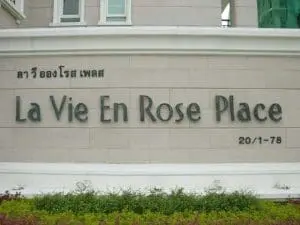 ลา วี ออง โรส เพลส
La Vie En Rose Place
20/1-78